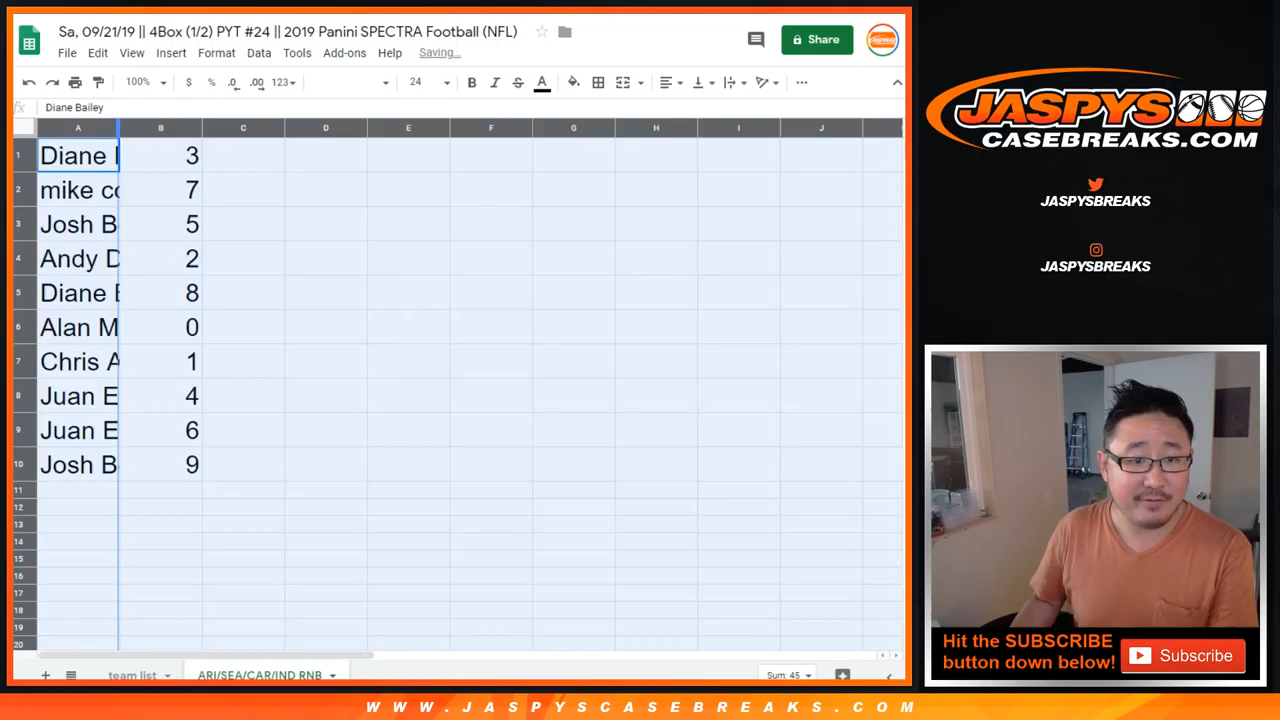 Sa, 09/21/19 || 4Box (1/2) PYT #24 || 2019 Panini SPECTRA Football (NFL)
File Edit View Insert Format Data Tools Add-ons Help Saving...
Share
100% $ % .0 .00 123 24 B I S A
fx Diane Bailey
A B C D E F G H I J
1 Diane 3
2 mike co 7
3 Josh B 5
4 Andy D 2
5 Diane 8
6 Alan M 0
7 Chris A 1
8 Juan E 4
9 Juan E 6
10 Josh B 9
11
12
13
14
15
16
17
18
19
20
team list ARI/SEA/CAR/IND RNB Sum: 45
JASPYS
CASEBREAKS.COM
JASPYSBREAKS
JASPYSBREAKS
Hit the SUBSCRIBE
button down below!
Subscribe
WWW.JASPYSCASEBREAKS.COM